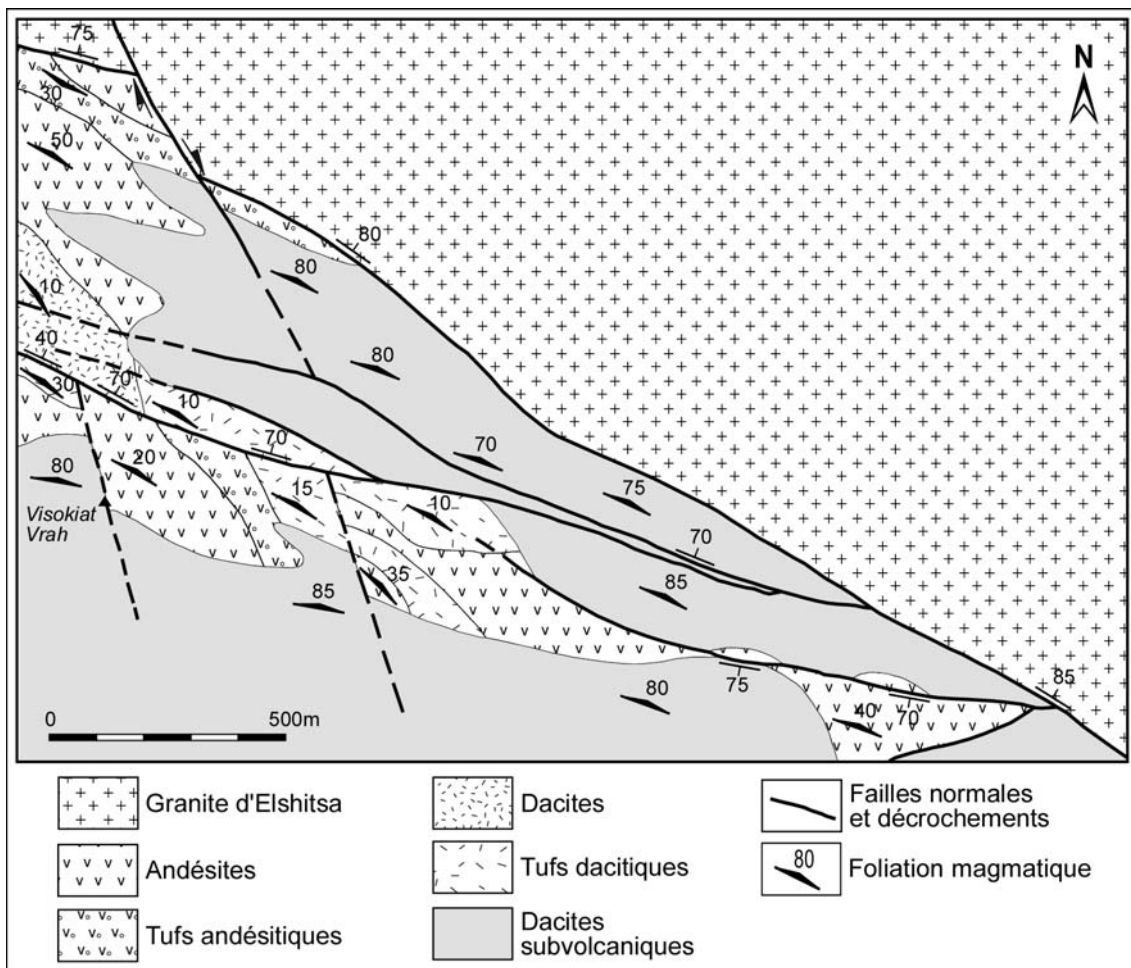 75
N
30
50
80
80
10
80
40
30
70
10
70
20
80
70
75
15
10
70
Visokiat
Vrah
35
85
85
80
75
40
70
85
0
500m
Granite d'Elshitsa
Andésites
Tufs andésitiques
Dacites
Tufs dacitiques
Dacites
subvolcaniques
Failles normales
et décrochements
80
Foliation magmatique